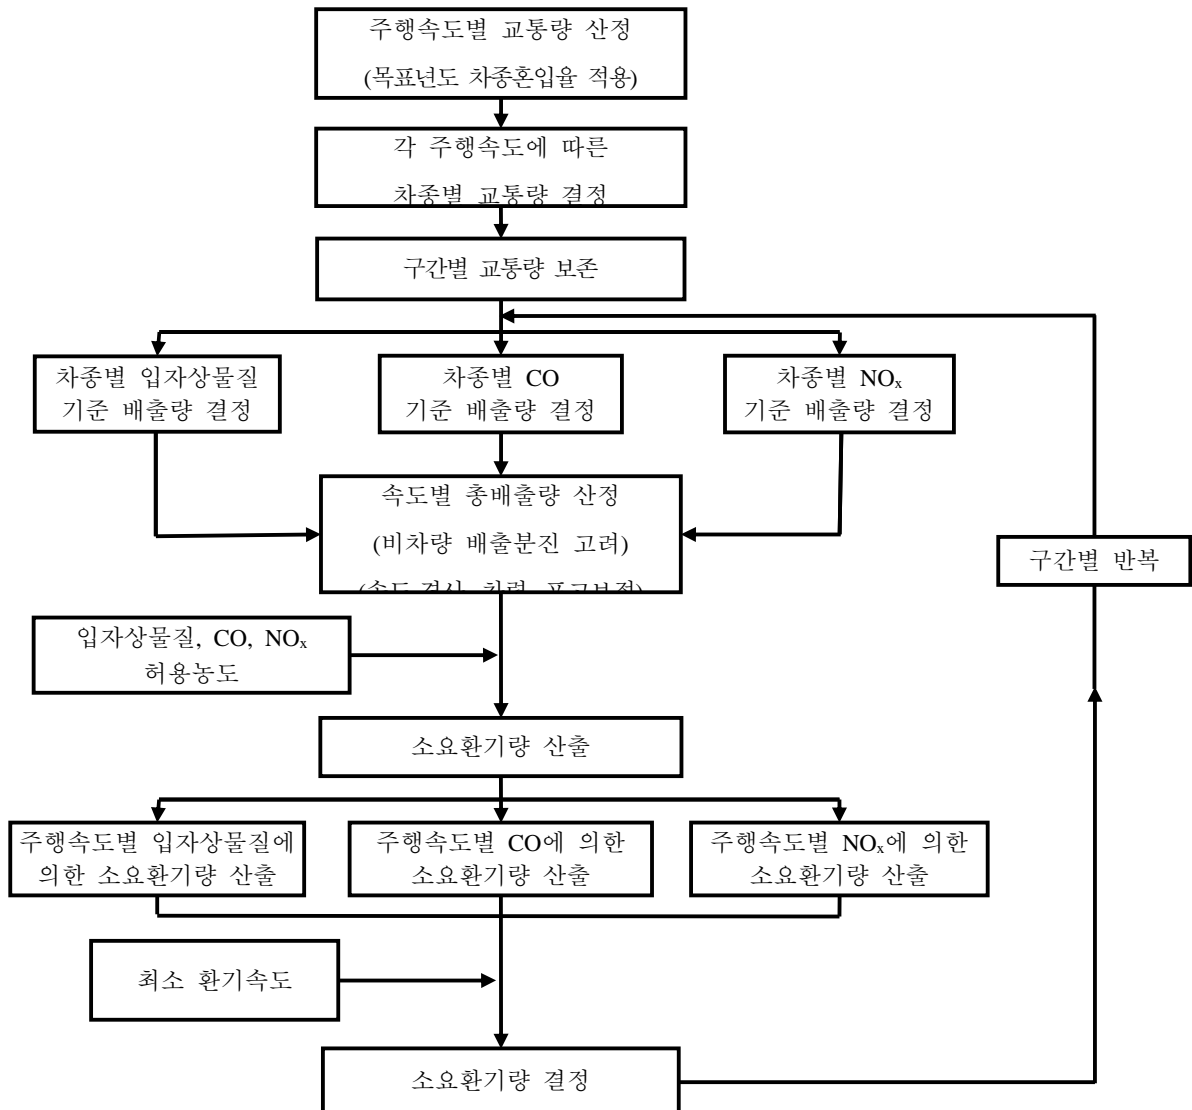 주행속도별 교통량 산정
(목표년도 차종혼입율 적용)
각 주행속도에 따른
차종별 교통량 결정
구간별 교통량 보존
차종별 입자상물질
기준 배출량 결정
차종별 CO
기준 배출량 결정
차종별 NOx
기준 배출량 결정
속도별 총배출량 산정
(비차량 배출분진 고려)
구간별 반복
입자상물질, CO, NOx
허용농도
소요환기량 산출
주행속도별 입자상물질에
의한 소요환기량 산출
주행속도별 CO에 의한
소요환기량 산출
주행속도별 NOx에 의한
소요환기량 산출
최소 환기속도
소요환기량 결정